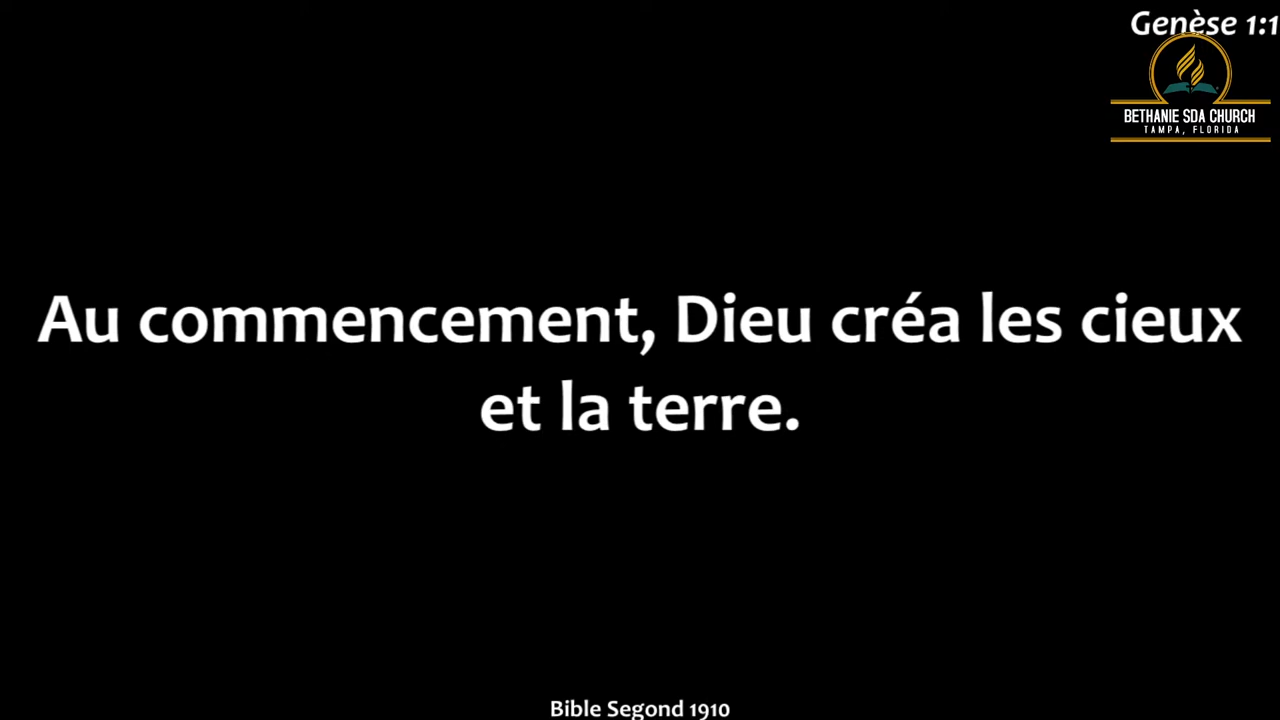 Genèse 1:1
BETHANIE SDA CHURCH
TAMPA, FLORIDA
Au commencement, Dieu créa les cieux
et la terre.
Bible Segond 1910